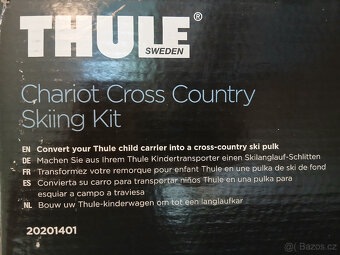 THULE®
SWEDEN
Chariot Cross Country
Skiing Kit
EN Convert your Thule child carrier into a cross-country ski pulk
DE Machen Sie aus Ihrem Thule Kindertransporter einen Skilanglauf-Schlitten
FR Transformez votre remorque pour enfant Thule en une pulka de ski de fond
ES Convierta su carro para transportar niños Thule en una pulka para
esquiar a campo a traviesa
NL Bouw uw Thule-kinderwagen om tot een langlaufkar
20201401
Bazos.cz